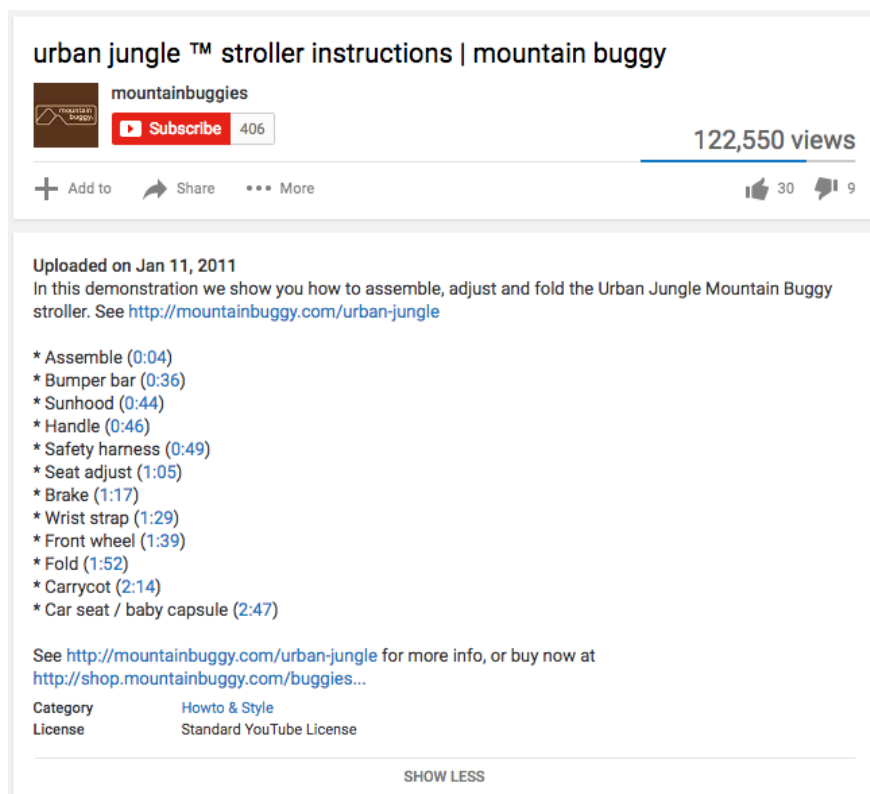 urban jungle ™ stroller instructions | mountain buggy
mountain
buggy.
mountainbuggies
Subscribe 406
122,550 views
Add to Share More
30 9
Uploaded on Jan 11, 2011
In this demonstration we show you how to assemble, adjust and fold the Urban Jungle Mountain Buggy
stroller. See http://mountainbuggy.com/urban-jungle
* Assemble (0:04)
* Bumper bar (0:36)
* Sunhood (0:44)
* Handle (0:46)
* Safety harness (0:49)
* Seat adjust (1:05)
* Brake (1:17)
* Wrist strap (1:29)
* Front wheel (1:39)
* Fold (1:52)
* Carrycot (2:14)
* Car seat / baby capsule (2:47)
See http://mountainbuggy.com/urban-jungle for more info, or buy now at
http://shop.mountainbuggy.com/buggies...
Category Howto & Style
License Standard YouTube License
SHOW LESS